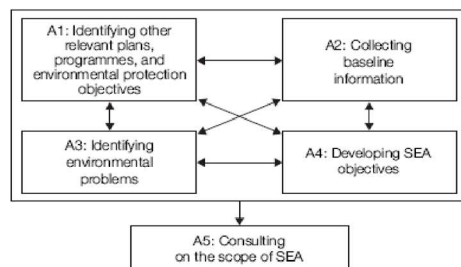 A1: Identifying other
relevant plans,
programmes, and
environmental protection
objectives
A2: Collecting
baseline
information
A3: Identifying
environmental
problems
A4: Developing SEA
objectives
A5: Consulting
on the scope of SEA